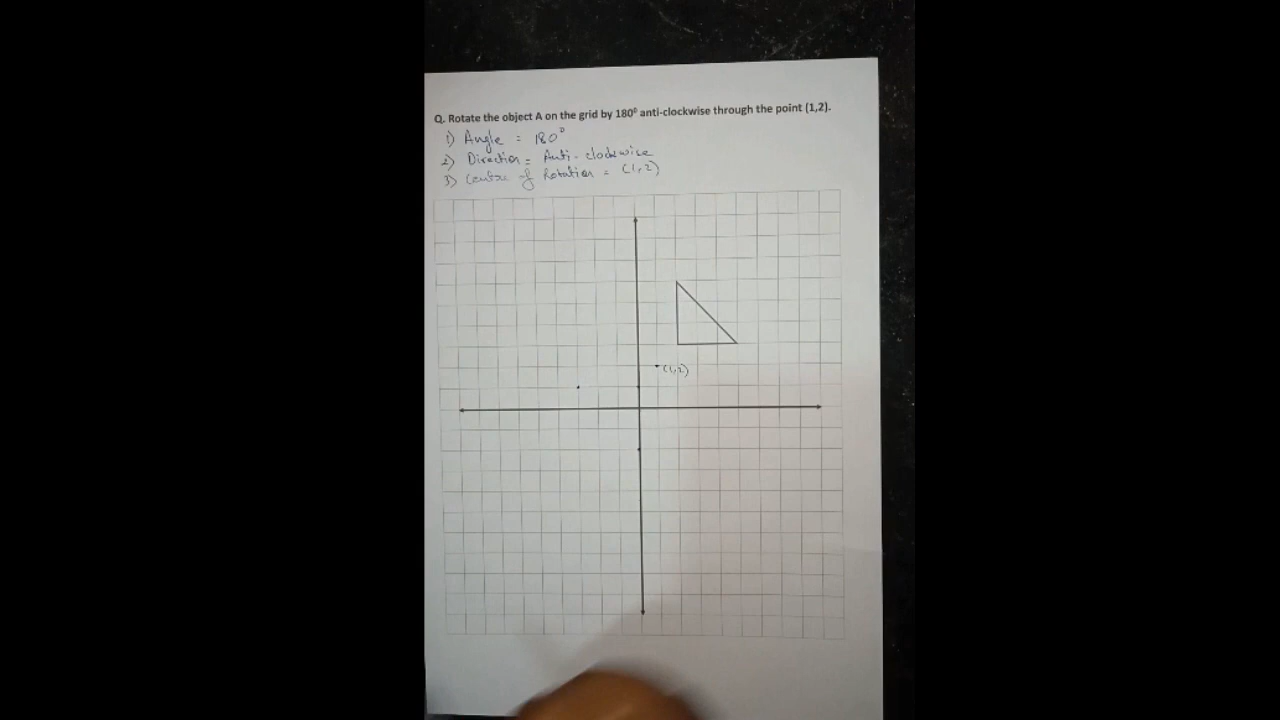 Q. Rotate the object A on the grid by 180⁰ anti-clockwise through the point (1,2).
1) Angle = 180°
2) Direction = Anti-clockwise
3) Centre of Rotation = (1,2)
(1,2)